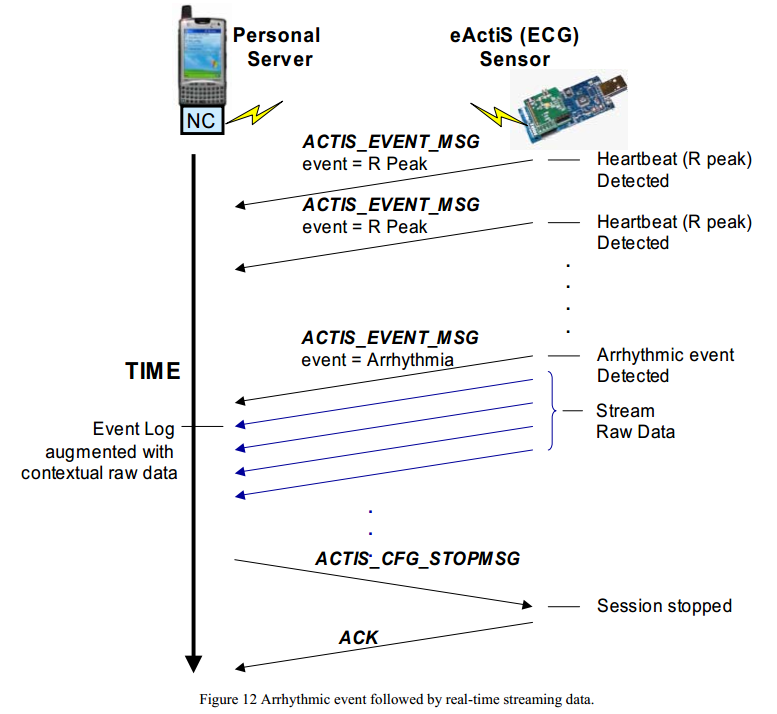 Personal
Server
eActiS (ECG)
Sensor
NC
ACTIS_EVENT_MSG
event = R Peak
Heartbeat (R peak)
Detected
ACTIS_EVENT_MSG
event = R Peak
Heartbeat (R peak)
Detected
ACTIS_EVENT_MSG
event = Arrhythmia
Arrhythmic event
Detected
TIME
Stream
Raw Data
Event Log
augmented with
contextual raw data
ACTIS_CFG_STOPMSG
Session stopped
ACK
Figure 12 Arrhythmic event followed by real-time streaming data.